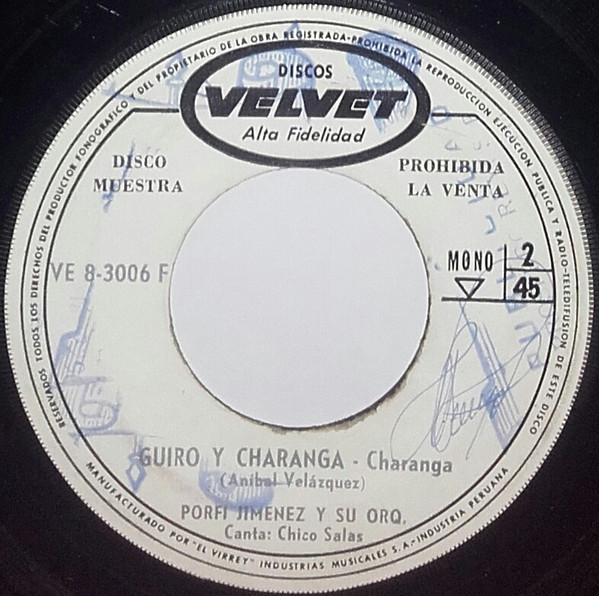 RESERVADOS TODOS LOS DERECHOS DEL PRODUCTOR FONOGRAFICO Y DEL PROPIETARIO DE LA OBRA REGISTRADA-PROHIBIDA LA REPRODUCCION EJECUCION PUBLICA Y RADIO-TELEDIFUSION DE ESTE DISCO
DISCOS
VELVET
Alta Fidelidad
DISCO
MUESTRA
PROHIBIDA
LA VENTA
VE 8-3006 F
MONO
2
45
GUIRO Y CHARANGA - Charanga
(Anibal Velázquez)
PORFI JIMENEZ Y SU ORQ.
Canta: Chico Salas
MANUFACTURADO POR "EL VIRREY" INDUSTRIAS MUSICALES S.A-INDUSTRIA PERUANA